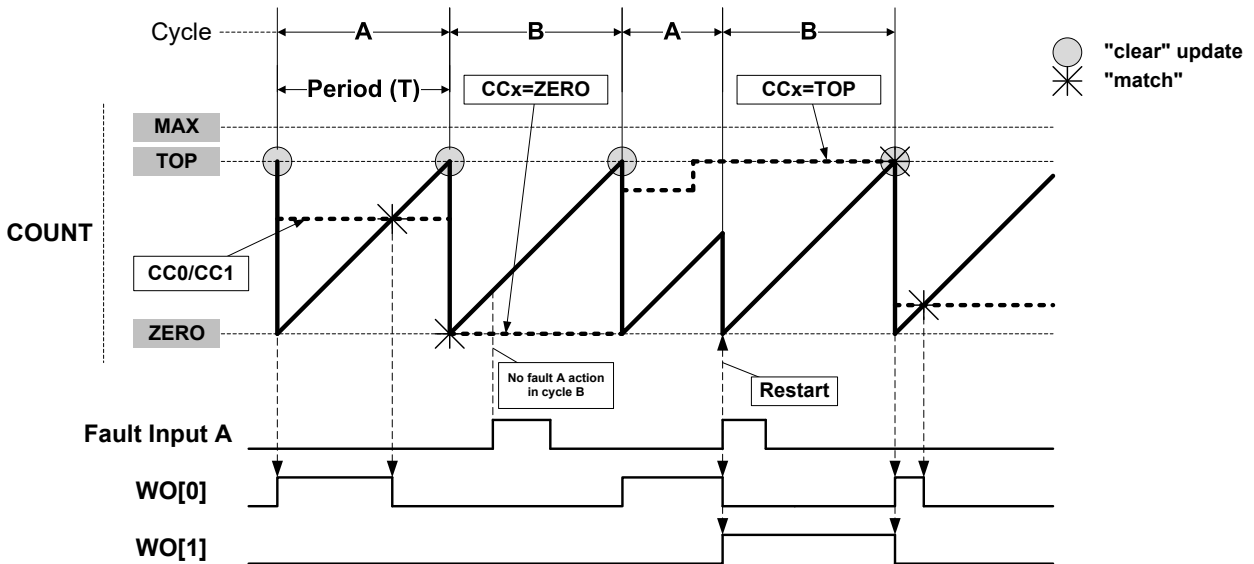 Cycle
A
B
A
B
"clear" update
"match"
Period (T)
CCx=ZERO
CCx=TOP
MAX
TOP
COUNT
CC0/CC1
ZERO
No fault A action
in cycle B
Restart
Fault Input A
WO[0]
WO[1]